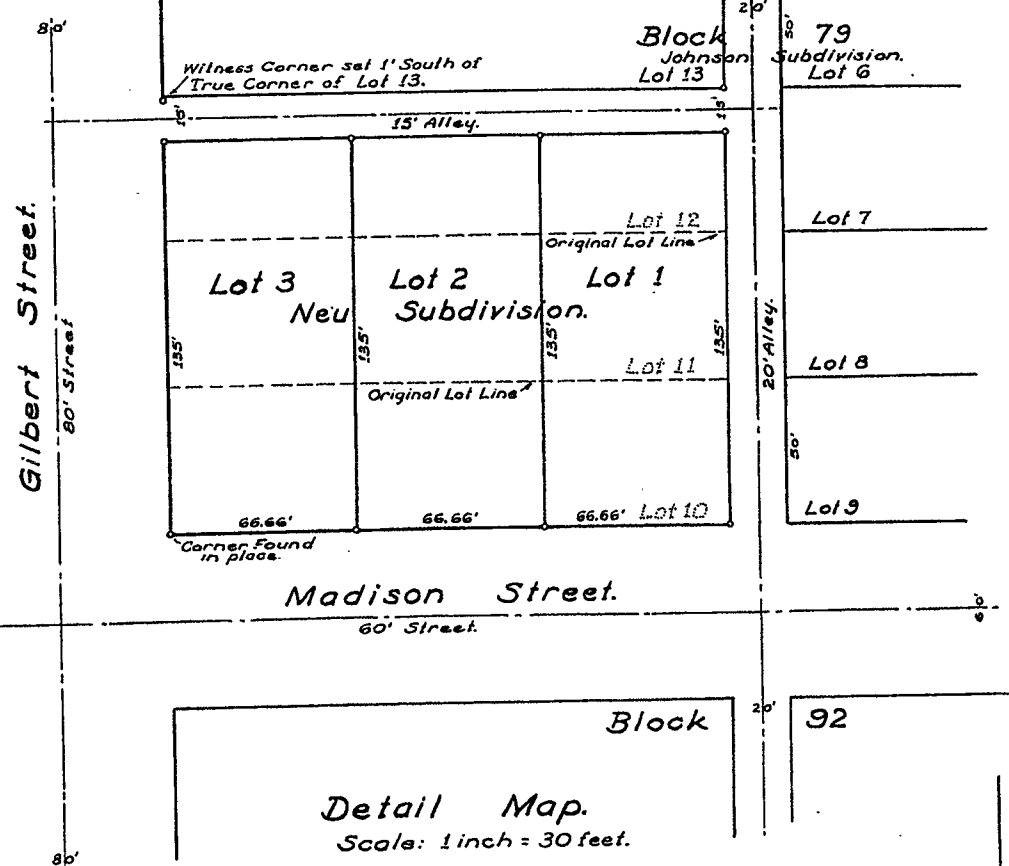 80'
20'
50'
Block 79
Johnson Subdivision.
Witness Corner set 1' South of
True Corner of Lot 13.
Lot 13
Lot 6
15'
15'
15' Alley.
Lot 12
Original Lot Line
Lot 7
Lot 3
Lot 2
Lot 1
Neu Subdivision.
Gilbert Street.
80' Street
135'
135'
135'
135'
20' Alley.
Lot 11
Original Lot Line
Lot 8
50'
66.66'
66.66'
66.66'
Lot 10
Lot 9
Corner Found
in place.
Madison Street.
60' Street.
60'
Block
20'
92
Detail Map.
Scale: 1 inch = 30 feet.
80'